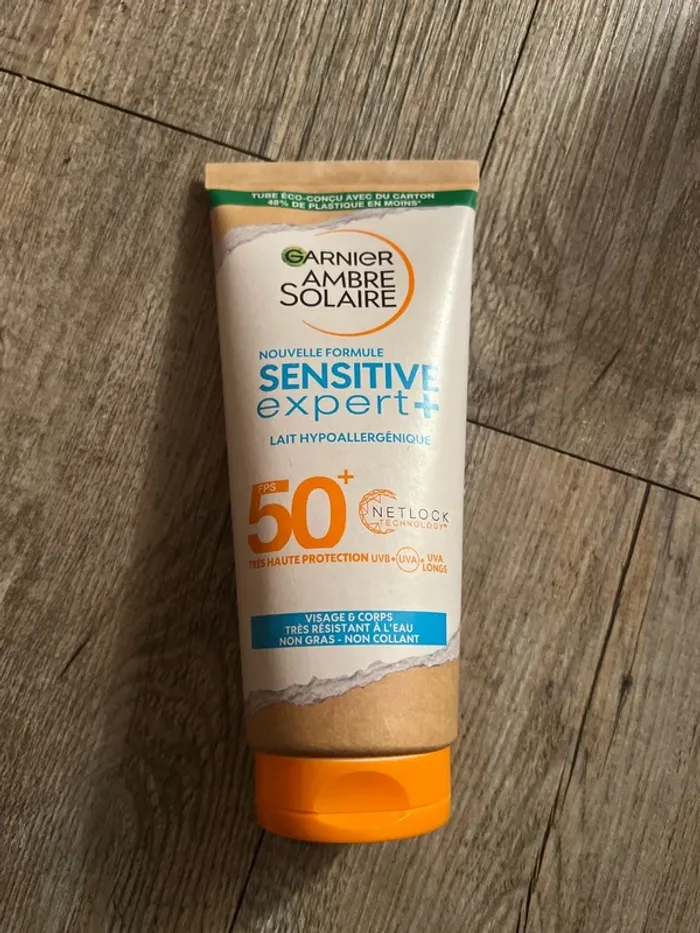 TUBE ÉCO-CONÇU AVEC DU CARTON
48% DE PLASTIQUE EN MOINS*
GARNIER
AMBRE
SOLAIRE
NOUVELLE FORMULE
SENSITIVE
expert+
LAIT HYPOALLERGÉNIQUE
FPS
50+
NETLOCK
TECHNOLOGY™
TRÈS HAUTE PROTECTION UVB+ UVA + UVA LONGS
VISAGE & CORPS
TRÈS RÉSISTANT À L'EAU
NON GRAS - NON COLLANT